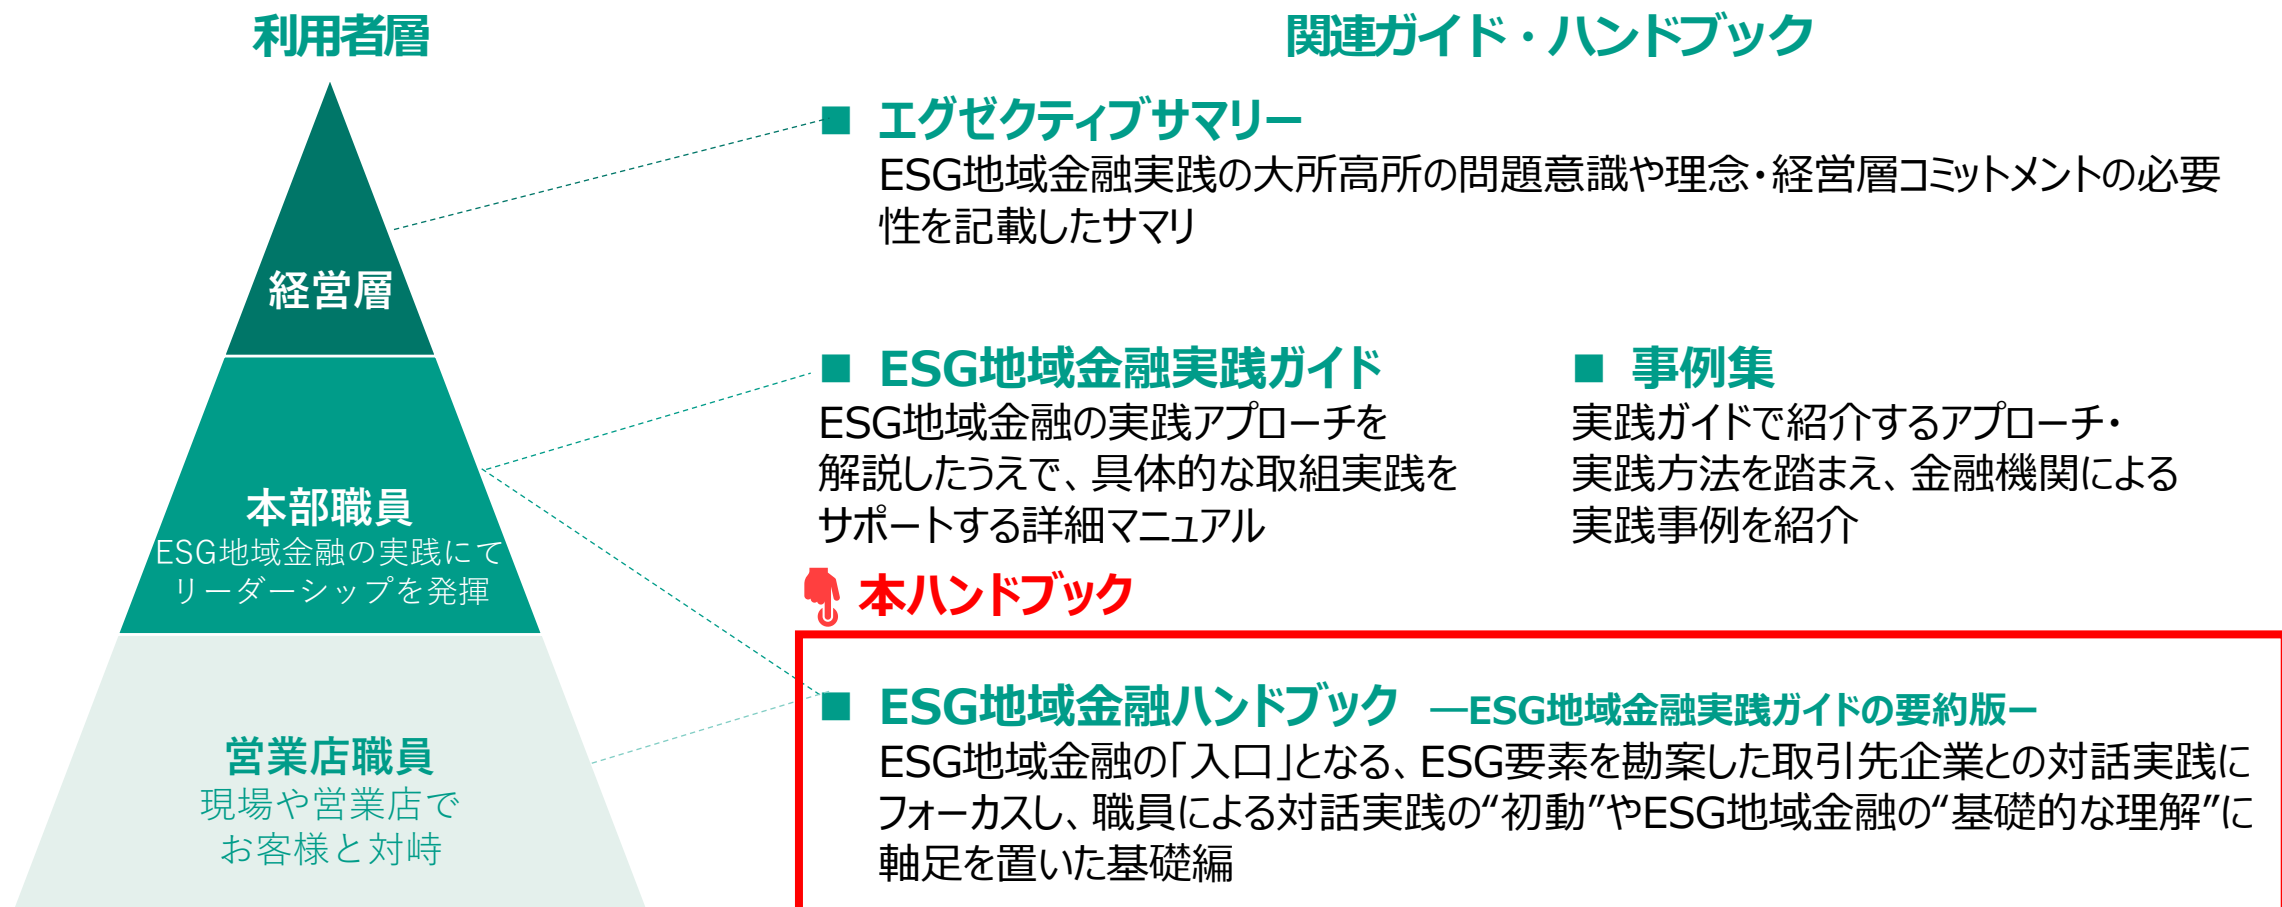 利用者層
経営層
本部職員
ESG地域金融の実践にて
リーダーシップを発揮
営業店職員
現場や営業店で
お客様と対峙
関連ガイド・ハンドブック
■ エグゼクティブサマリー
ESG地域金融実践の大所高所の問題意識や理念・経営層コミットメントの必要
性を記載したサマリ
■ ESG地域金融実践ガイド
ESG地域金融の実践アプローチを
解説したうえで、具体的な取組実践を
サポートする詳細マニュアル
■ 事例集
実践ガイドで紹介するアプローチ・
実践方法を踏まえ、金融機関による
実践事例を紹介
本ハンドブック
■ ESG地域金融ハンドブック ―ESG地域金融実践ガイドの要約版ー
ESG地域金融の「入口」となる、ESG要素を勘案した取引先企業との対話実践に
フォーカスし、職員による対話実践の“初動”やESG地域金融の“基礎的な理解”に
軸足を置いた基礎編